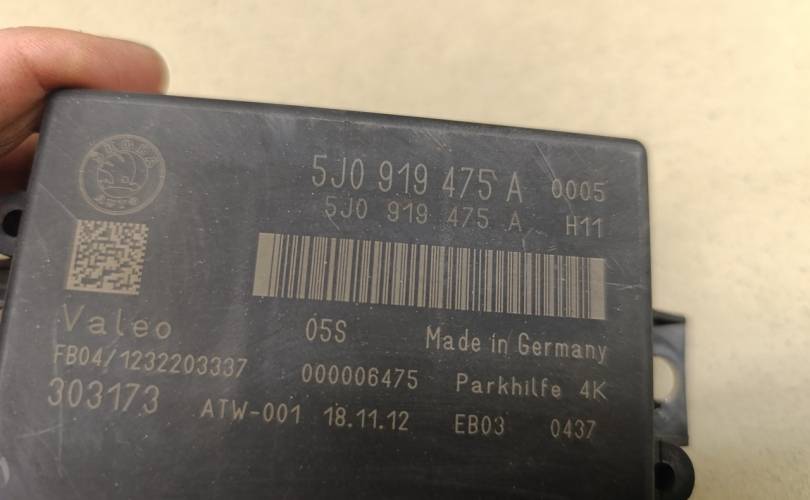 5J0 919 475 A 0005
5J0 919 475 A H11
Valeo 05S Made in Germany
FB04/1232203337 000006475 Parkhilfe 4K
303173 ATW-001 18.11.12 EB03 0437